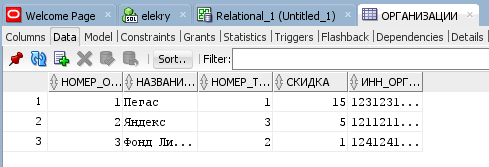 Welcome Page elekry Relational_1 (Untitled_1) ОРГАНИЗАЦИИ
Columns Data Model Constraints Grants Statistics Triggers Flashback Dependencies Details
Sort.. Filter:
НОМЕР_О... НАЗВАНИ... НОМЕР_Т... СКИДКА ИНН_ОРГ...
1 1 Пегас 1 15 1231231...
2 2 Яндекс 3 5 1211211...
3 3 Фонд Ли... 2 1 1241241...